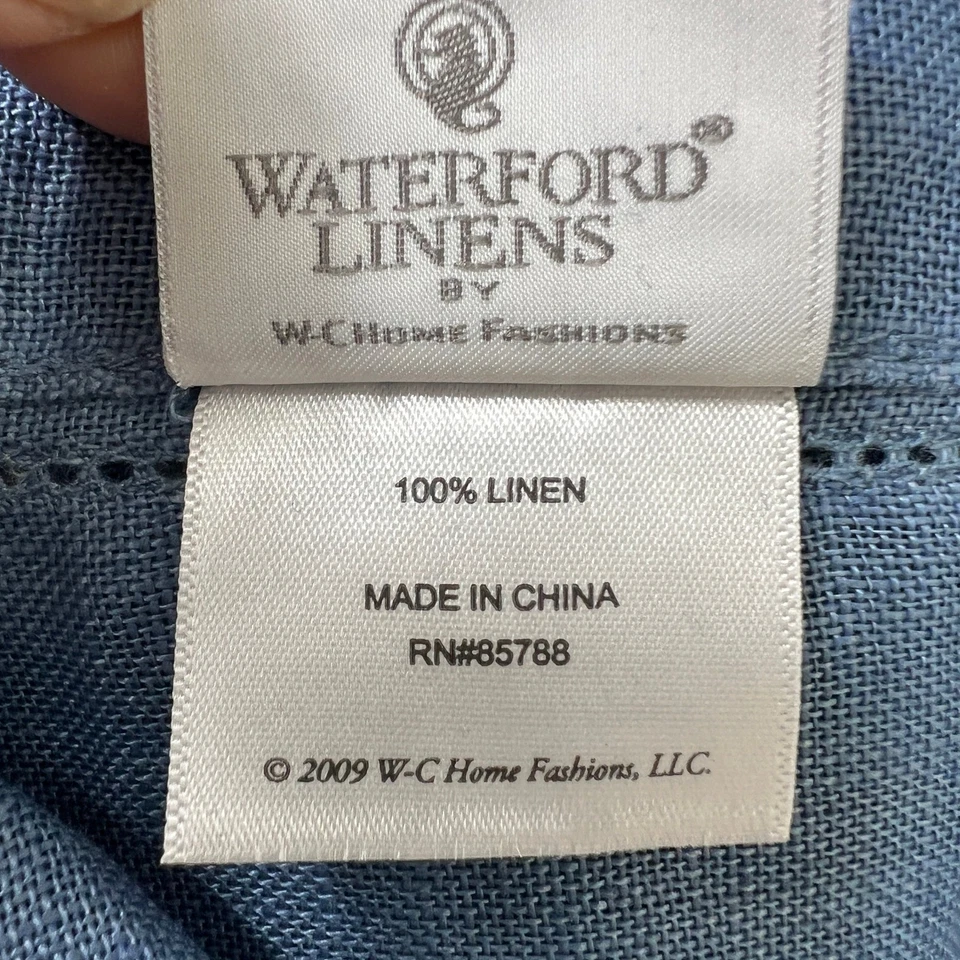 WATERFORD®
LINENS
BY
W-C HOME FASHIONS
100% LINEN
MADE IN CHINA
RN#85788
© 2009 W-C Home Fashions, LLC.